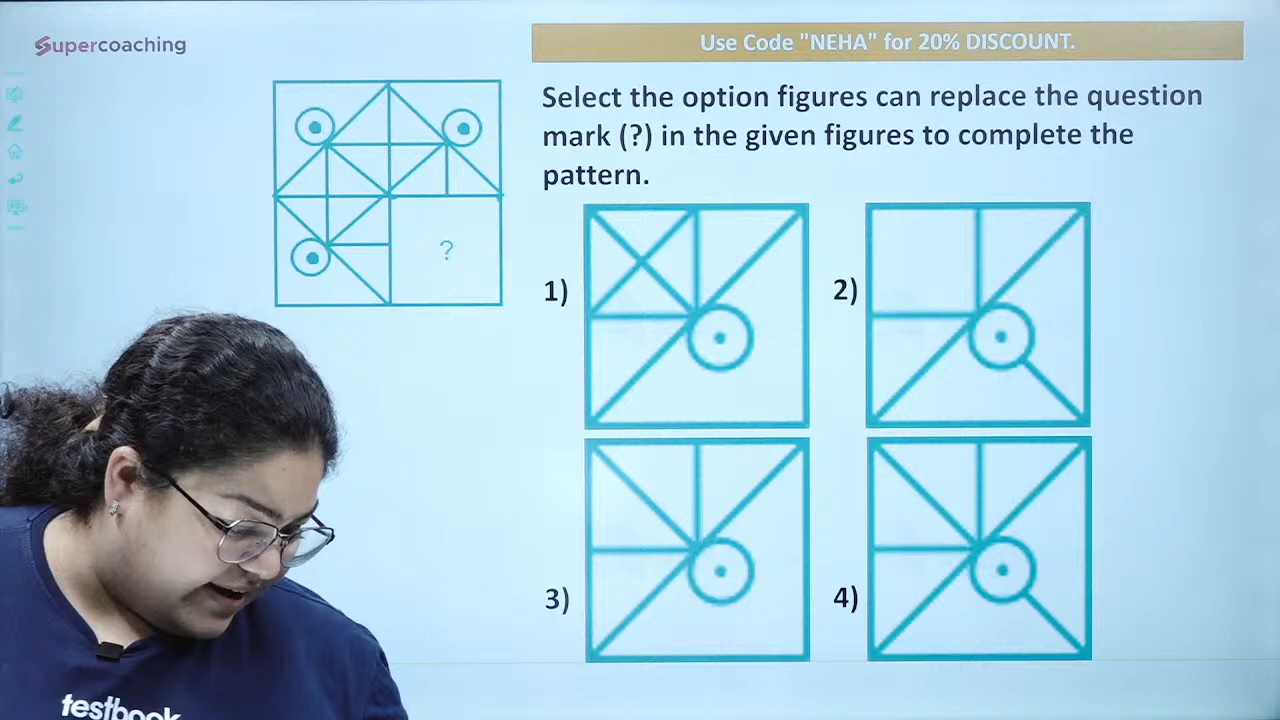 Supercoaching
Use Code "NEHA" for 20% DISCOUNT.
Select the option figures can replace the question
mark (?) in the given figures to complete the
pattern.
?
1)
2)
3)
4)
testbook